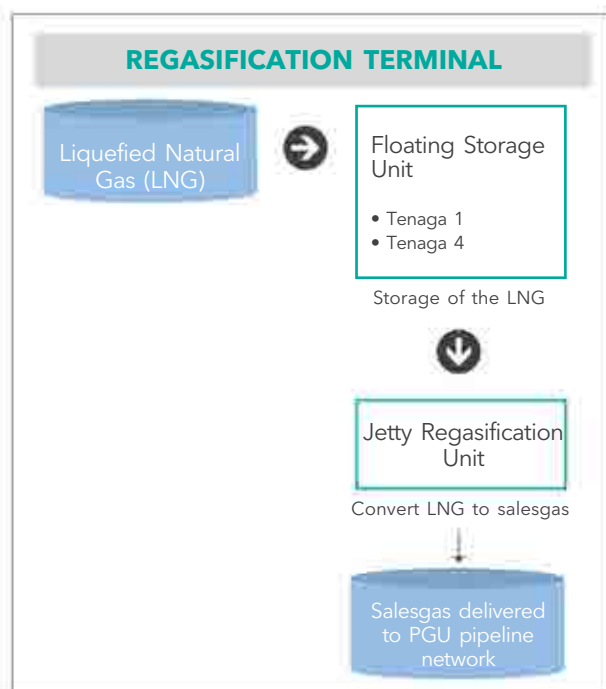 REGASIFICATION TERMINAL
Liquefied Natural
Gas (LNG)
Floating Storage
Unit
• Tenaga 1
• Tenaga 4
Storage of the LNG
Jetty Regasification
Unit
Convert LNG to salesgas
Salesgas delivered
to PGU pipeline
network